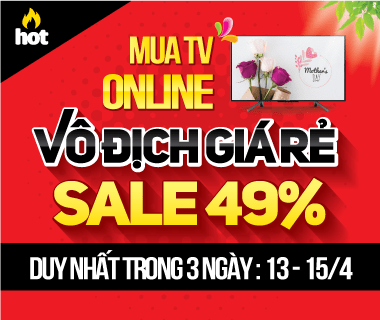 hot
MUA TV
ONLINE
Mother's
DAY
VÔ ĐỊCH GIÁ RẺ
SALE 49%
DUY NHẤT TRONG 3 NGÀY : 13 - 15/4